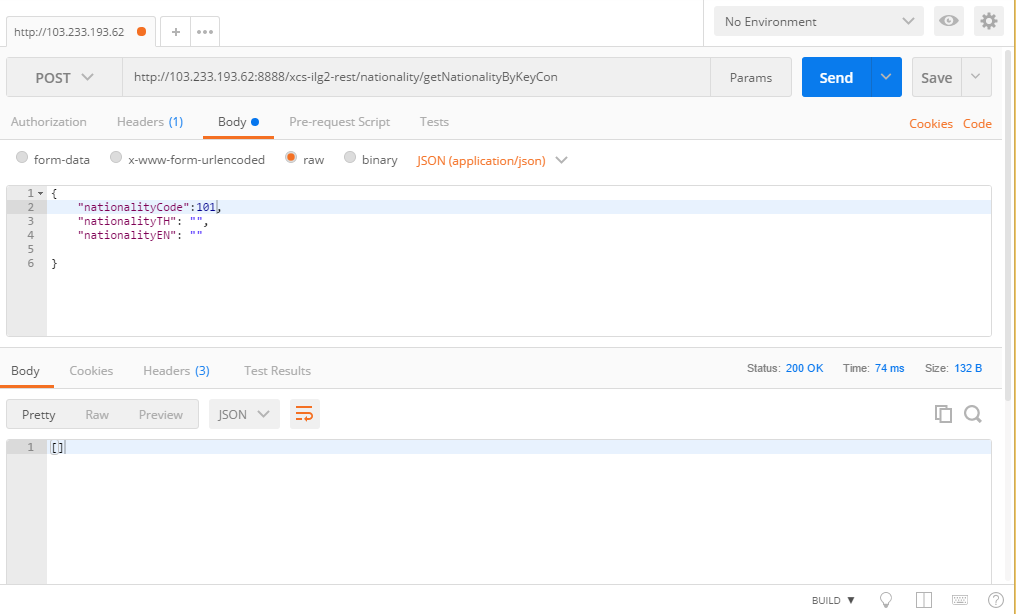 http://103.233.193.62 + ••• No Environment
POST http://103.233.193.62:8888/xcs-ilg2-rest/nationality/getNationalityByKeyCon Params Send Save
Authorization Headers (1) Body Pre-request Script Tests Cookies Code
form-data x-www-form-urlencoded raw binary JSON (application/json)
1 {
2 "nationalityCode":101,
3 "nationalityTH": "",
4 "nationalityEN": ""
5
6 }
Body Cookies Headers (3) Test Results Status: 200 OK Time: 74 ms Size: 132 B
Pretty Raw Preview JSON
1 []
BUILD ▼ ?